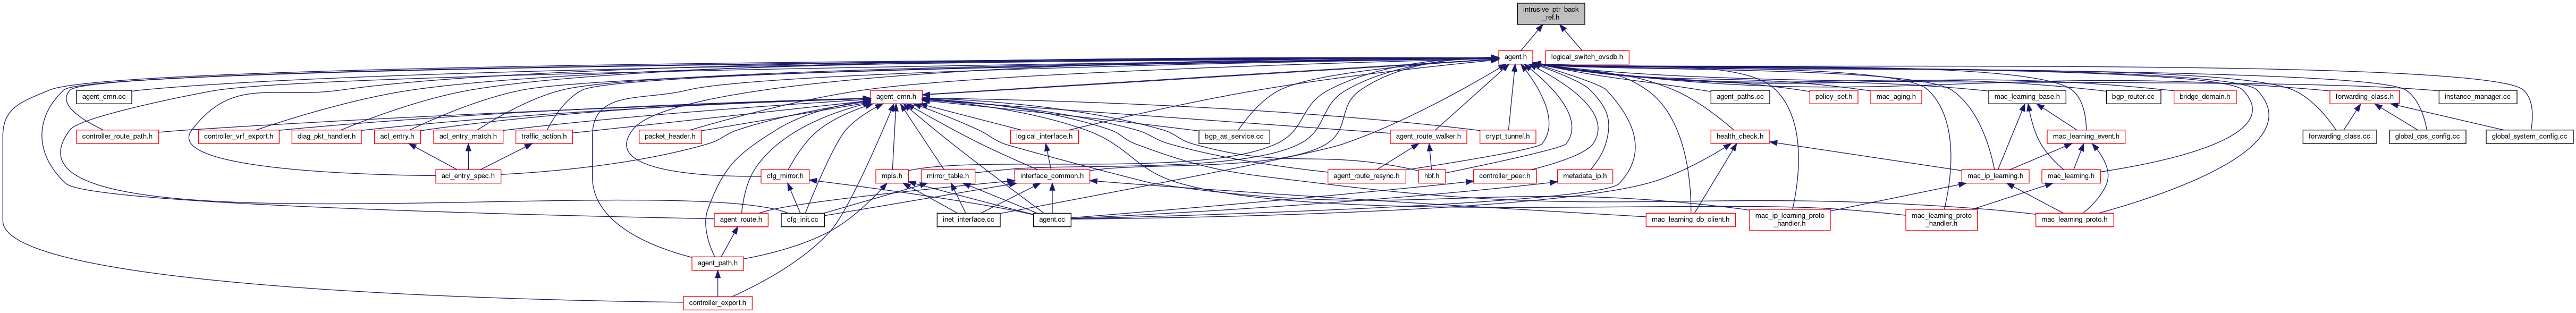 intrusive_ptr_back
_ref.h
agent.h
logical_switch_ovsdb.h
agent_cmn.cc
agent_cmn.h
agent_paths.cc
policy_set.h
mac_aging.h
mac_learning_base.h
bgp_router.cc
bridge_domain.h
forwarding_class.h
instance_manager.cc
controller_route_path.h
controller_vrf_export.h
diag_pkt_handler.h
acl_entry.h
acl_entry_match.h
traffic_action.h
packet_header.h
logical_interface.h
bgp_as_service.cc
agent_route_walker.h
crypt_tunnel.h
health_check.h
mac_learning_event.h
forwarding_class.cc
global_qos_config.cc
global_system_config.cc
acl_entry_spec.h
cfg_mirror.h
mpls.h
mirror_table.h
interface_common.h
agent_route_resync.h
hbf.h
controller_peer.h
metadata_ip.h
mac_ip_learning.h
mac_learning.h
agent_route.h
cfg_init.cc
inet_interface.cc
agent.cc
mac_learning_db_client.h
mac_ip_learning_proto
_handler.h
mac_learning_proto
_handler.h
mac_learning_proto.h
agent_path.h
controller_export.h